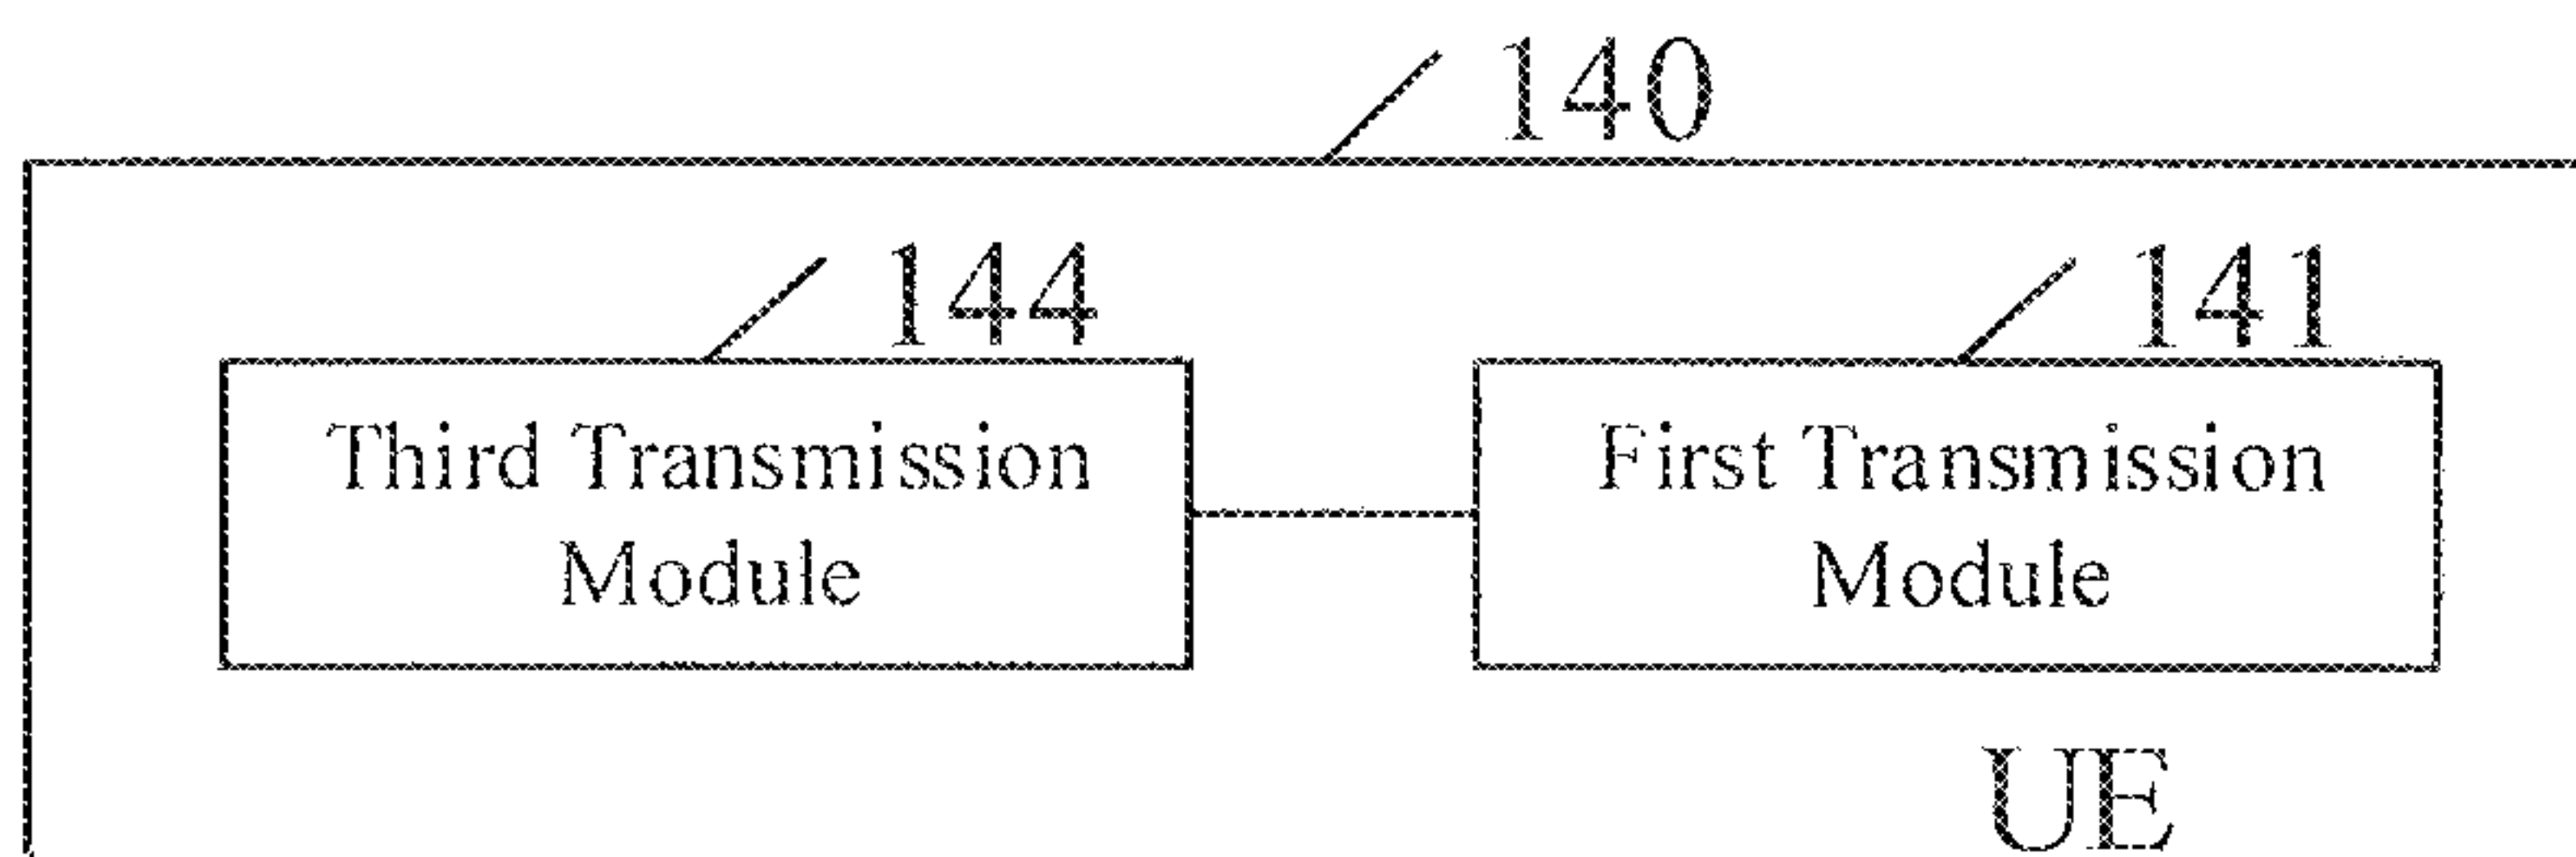 140
144
141
Third Transmission
Module
First Transmission
Module
UE